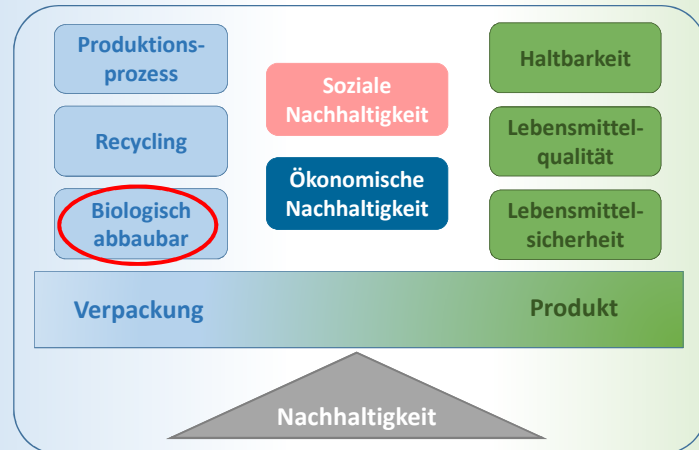 Produktions-
prozess
Recycling
Biologisch
abbaubar
Soziale
Nachhaltigkeit
Ökonomische
Nachhaltigkeit
Haltbarkeit
Lebensmittel-
qualität
Lebensmittel-
sicherheit
Verpackung
Produkt
Nachhaltigkeit